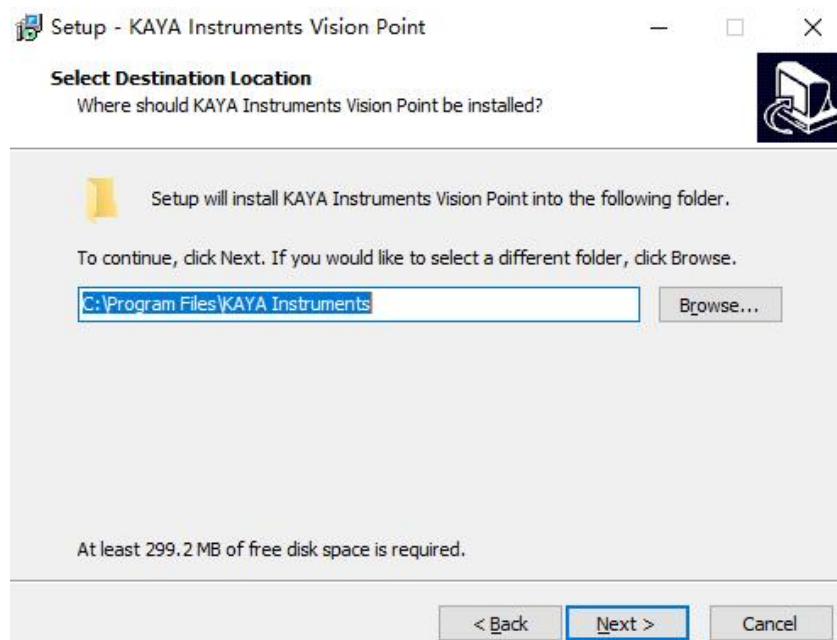 Setup - KAYA Instruments Vision Point
Select Destination Location
Where should KAYA Instruments Vision Point be installed?
Setup will install KAYA Instruments Vision Point into the following folder.
To continue, click Next. If you would like to select a different folder, click Browse.
C:\Program Files\KAYA Instruments
Browse...
At least 299.2 MB of free disk space is required.
< Back
Next >
Cancel